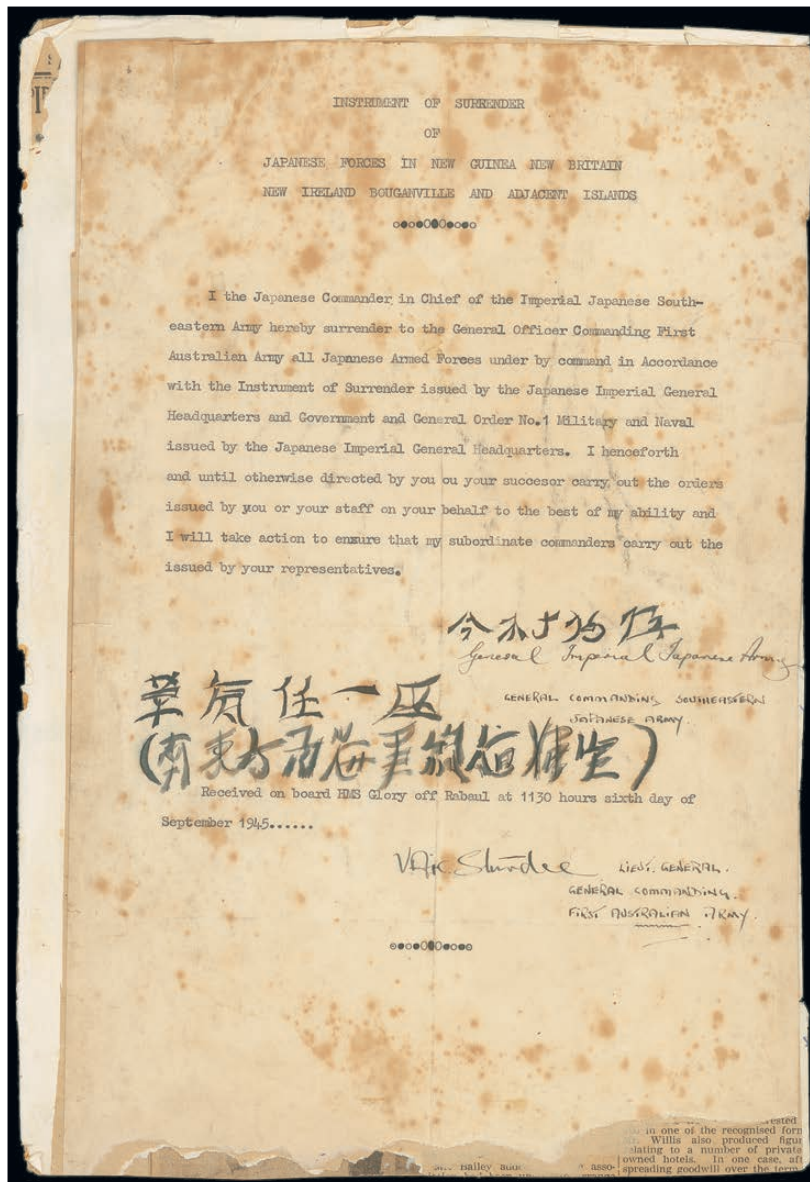 INSTRUMENT OF SURRENDER
OF
JAPANESE FORCES IN NEW GUINEA NEW BRITAIN
NEW IRELAND BOUGANVILLE AND ADJACENT ISLANDS
I the Japanese Commander in Chief of the Imperial Japanese South-
eastern Army hereby surrender to the General Officer Commanding First
Australian Army all Japanese Armed Forces under by command in Accordance
with the Instrument of Surrender issued by the Japanese Imperial General
Headquarters and Government and General Order No.1 Military and Naval
issued by the Japanese Imperial General Headquarters. I henceforth
and until otherwise directed by you ou your succesor carry out the orders
issued by you or your staff on your behalf to the best of my ability and
I will take action to ensure that my subordinate commanders carry out the
issued by your representatives.
今
General Imperial Japanese Army
GENERAL COMMANDING SOUTHEASTERN
JAPANESE ARMY.
任一
Received on board HMS Glory off Rabaul at 1130 hours sixth day of
September 1945......
Sturdee LIEUT. GENERAL.
GENERAL COMMANDING.
FIRST AUSTRALIAN ARMY.
in one of the recognised
Willis also produced
relating to a number of
owned hotels. In one case,
Bailey
spreading goodwill over the